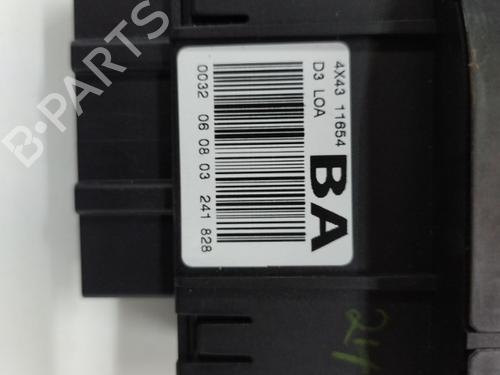 4X43 11654
D3 LOA
BA
0032 06 08 03 241 828
B-PARTS